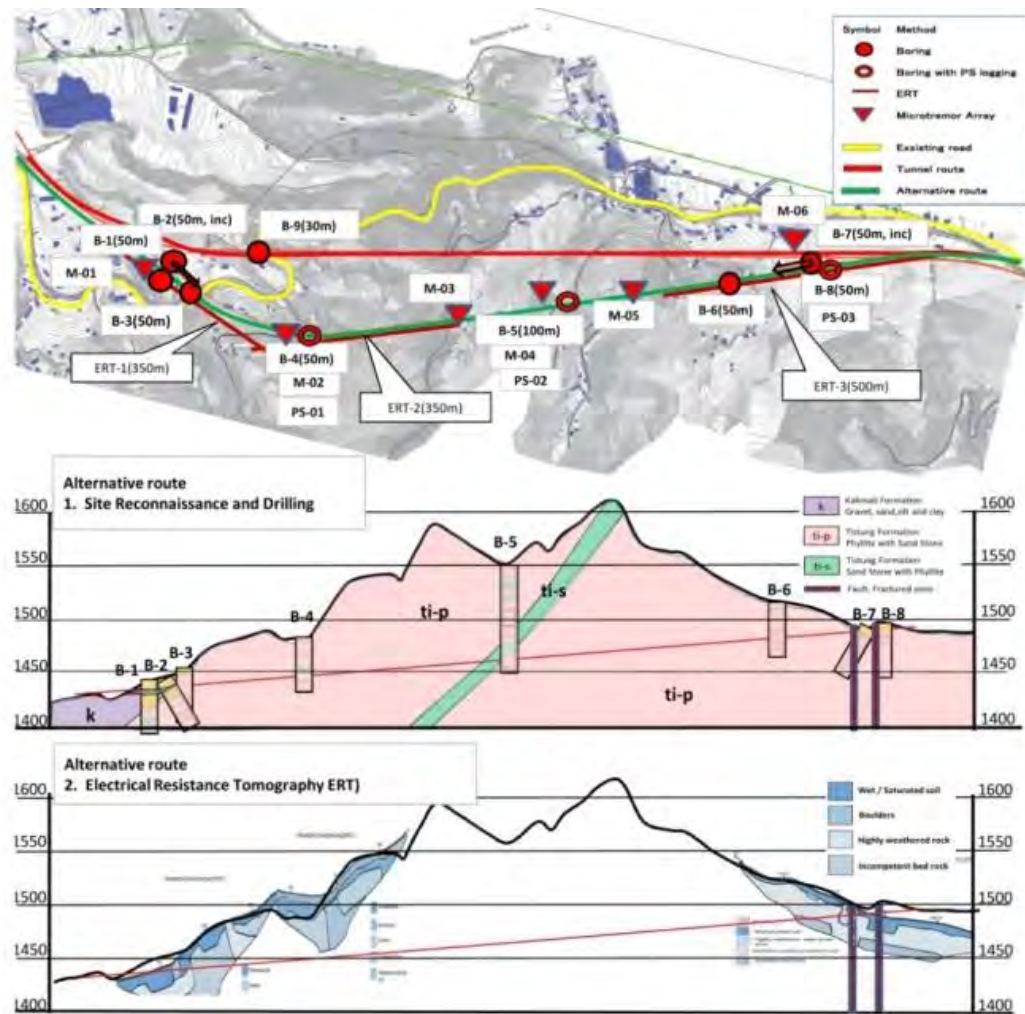 Symbol Method
Boring
Boring with PS logging
ERT
Microtremor Array
Exsisting road
Tunnel route
Alternative route
M-06
B-2(50m, inc)
B-9(30m)
B-7(50m, inc)
B-1(50m)
M-01
M-03
B-8(50m)
B-3(50m)
B-5(100m)
M-05
B-6(50m)
PS-03
ERT-1(350m)
B-4(50m)
M-04
ERT-3(500m)
M-02
PS-02
ERT-2(350m)
PS-01
Alternative route
1. Site Reconnaissance and Drilling
1600
1600
k
Gravel, sand,silt and clay
ti-p
Tistung Formation
Phyllite with Sand Stone
ti-s
Tistung Formation
Sand Stone with Phyllite
Fault, Fractured zone
1550
B-5
1550
ti-p
ti-s
B-6
1500
B-4
B-7
B-8
1500
B-3
B-2
B-1
1450
1450
ti-p
k
1400
1400
Alternative route
2. Electrical Resistance Tomography ERT)
1600
1600
Wet / Saturated soil
Boulders
Highly weathered rock
Incompetent bed rock
1550
1550
1500
1500
1450
1450
1400
1400